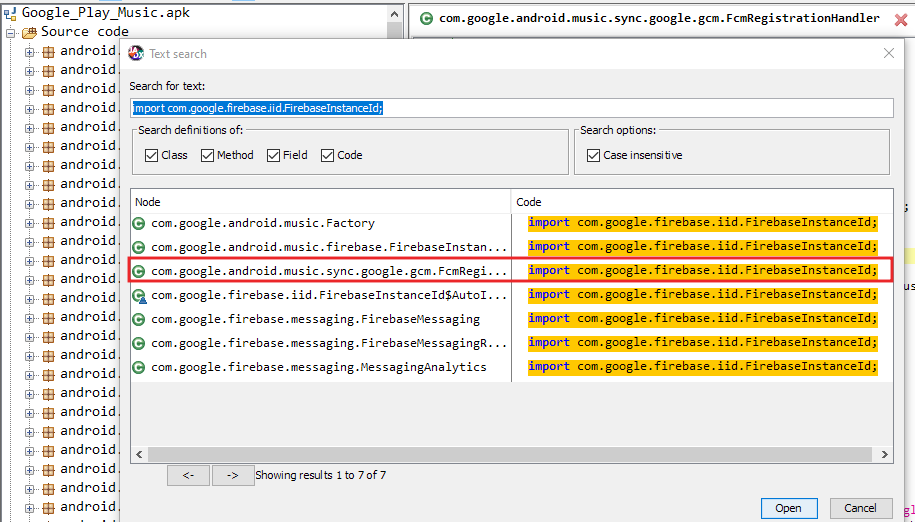 Google_Play_Music.apk
com.google.android.music.sync.google.gcm.FcmRegistrationHandler
Source code
android.
Text search
android.
android.
Search for text:
android.
import com.google.firebase.iid.FirebaseInstanceId;
android.
Search definitions of:
Search options:
android.
Class
Method
Field
Code
Case insensitive
android.
android.
android.
Node
Code
android.
com.google.android.music.Factory
import com.google.firebase.iid.FirebaseInstanceId;
android.
com.google.android.music.firebase.FirebaseInstan...
import com.google.firebase.iid.FirebaseInstanceId;
android.
com.google.android.music.sync.google.gcm.FcmRegi...
import com.google.firebase.iid.FirebaseInstanceId;
android.
com.google.firebase.iid.FirebaseInstanceId$AutoI...
import com.google.firebase.iid.FirebaseInstanceId;
android.
com.google.firebase.messaging.FirebaseMessaging
import com.google.firebase.iid.FirebaseInstanceId;
android.
com.google.firebase.messaging.FirebaseMessagingR...
import com.google.firebase.iid.FirebaseInstanceId;
android.
com.google.firebase.messaging.MessagingAnalytics
import com.google.firebase.iid.FirebaseInstanceId;
android.
android.
android.
android.
android.
<-
->
Showing results 1 to 7 of 7
android.
android.
Open
Cancel
android.